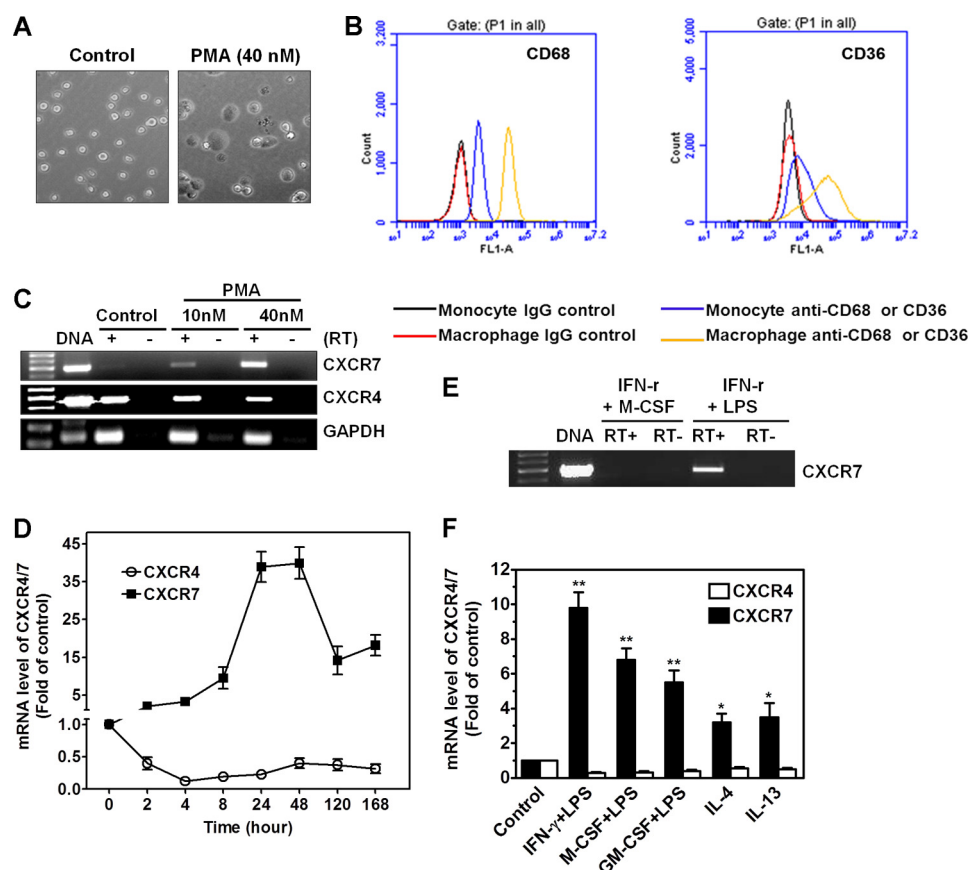 A
Control
PMA (40 nM)
B
Gate: (P1 in all)
CD68
3,200
2,000
1,000
0
Count
FL1-A
Gate: (P1 in all)
CD36
5,000
4,000
2,000
0
Count
FL1-A
Monocyte IgG control
Macrophage IgG control
Monocyte anti-CD68 or CD36
Macrophage anti-CD68 or CD36
C
PMA
Control 10nM 40nM
DNA + - + - + - (RT)
CXCR7
CXCR4
GAPDH
E
IFN-r IFN-r
+ M-CSF + LPS
DNA RT+ RT- RT+ RT-
CXCR7
D
mRNA level of CXCR4/7
(Fold of control)
45
35
25
15
5
1.0
0.5
0.0
CXCR4
CXCR7
0 2 4 8 24 48 120 168
Time (hour)
F
mRNA level of CXCR4/7
(Fold of control)
12
10
8
6
4
2
0
CXCR4
CXCR7
** ** ** * *
Control
IFN-γ+LPS
M-CSF+LPS
GM-CSF+LPS
IL-4
IL-13